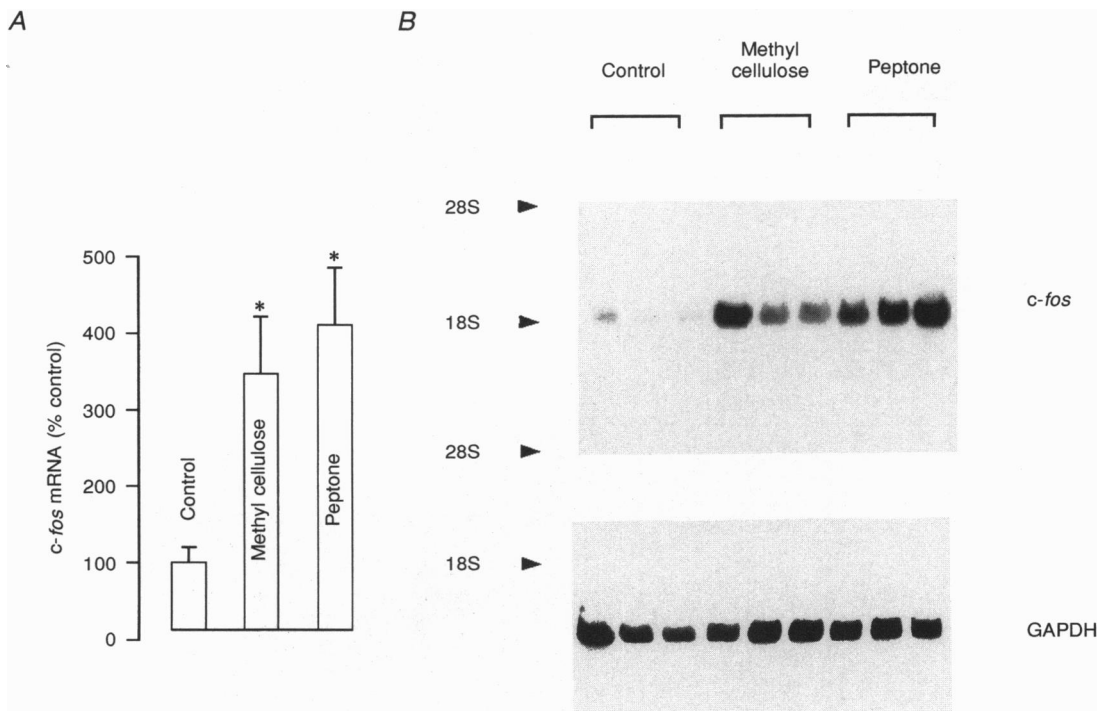 A
B
Control
Methyl
cellulose
Peptone
28S
18S
c-fos
28S
18S
GAPDH
c-fos mRNA (% control)
500
400
300
200
100
0
Control
Methyl cellulose
Peptone
*
*